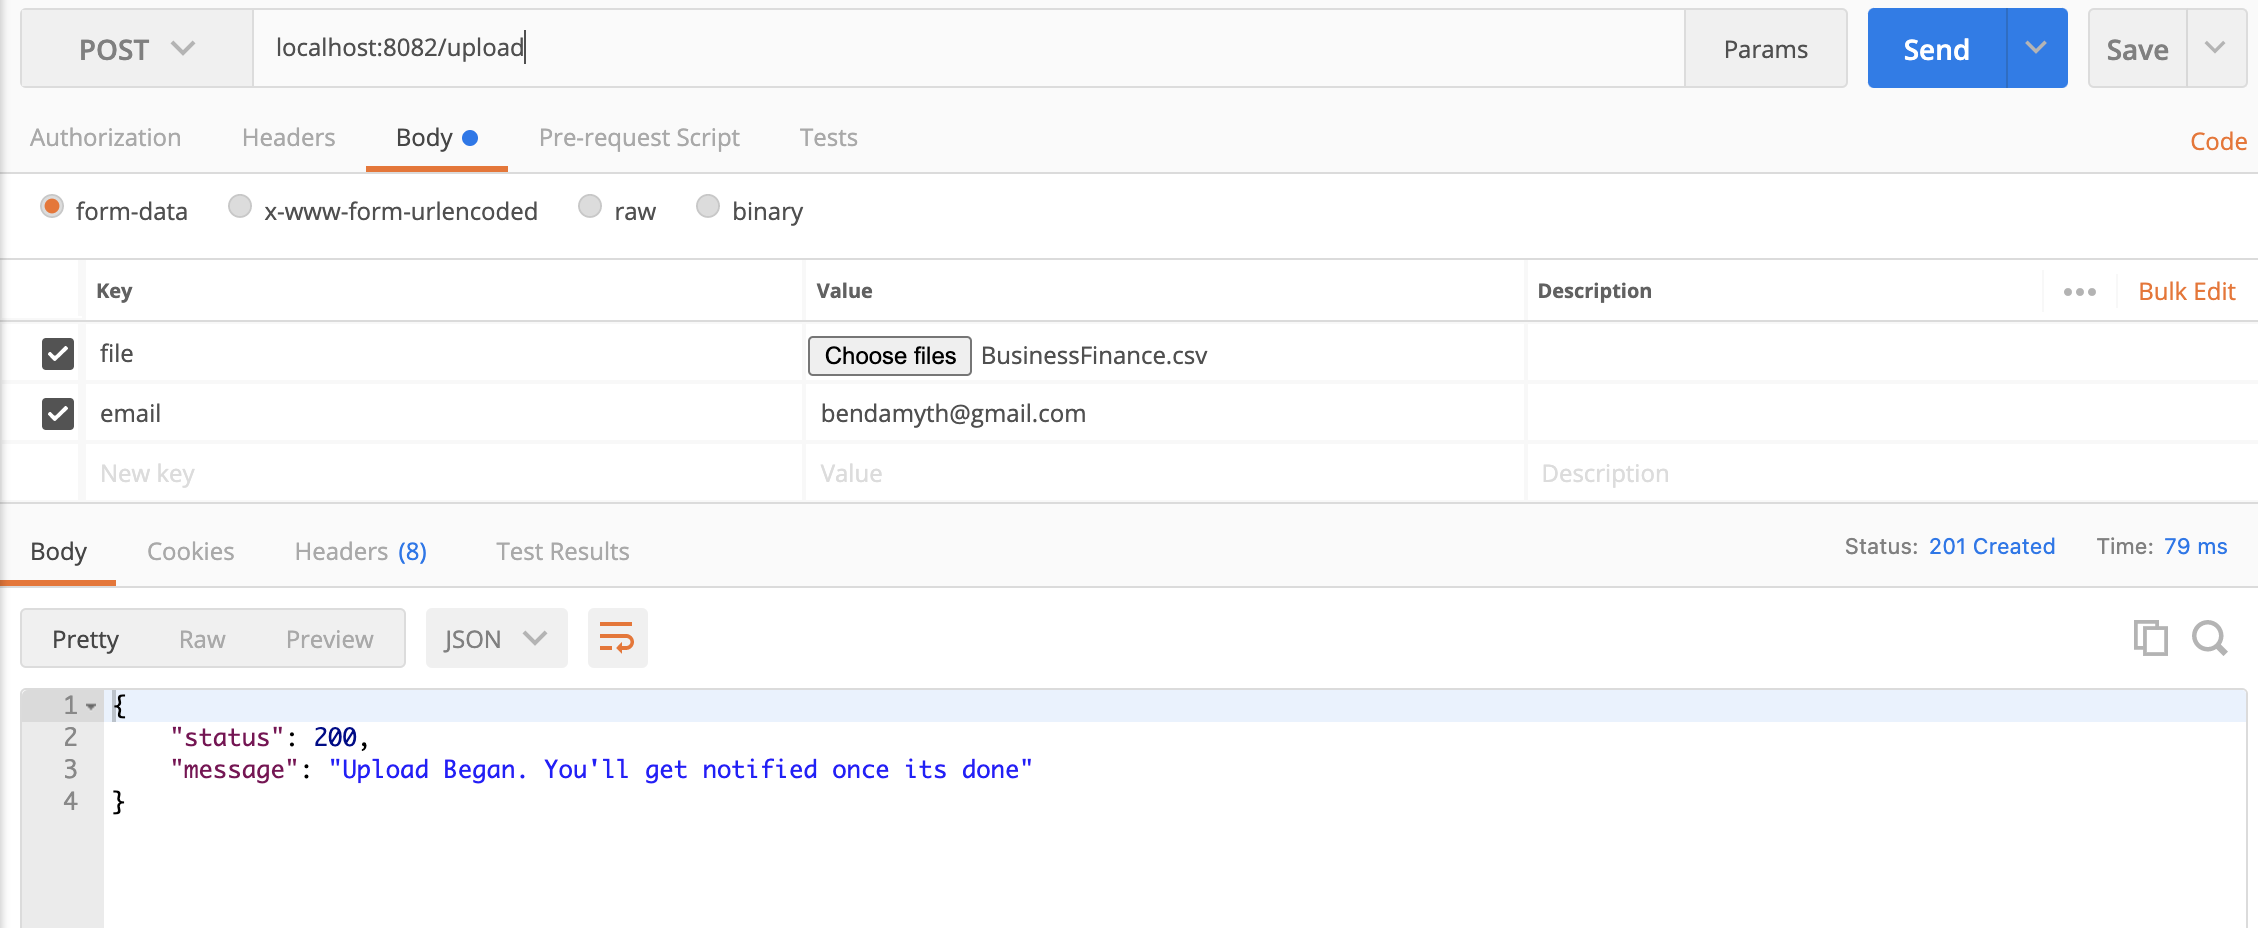 POST localhost:8082/upload Params Send Save
Authorization Headers Body Pre-request Script Tests Code
form-data x-www-form-urlencoded raw binary
Key Value Description ••• Bulk Edit
file Choose files BusinessFinance.csv
email bendamyth@gmail.com
New key Value Description
Body Cookies Headers (8) Test Results Status: 201 Created Time: 79 ms
Pretty Raw Preview JSON
1 {
2 "status": 200,
3 "message": "Upload Began. You'll get notified once its done"
4 }